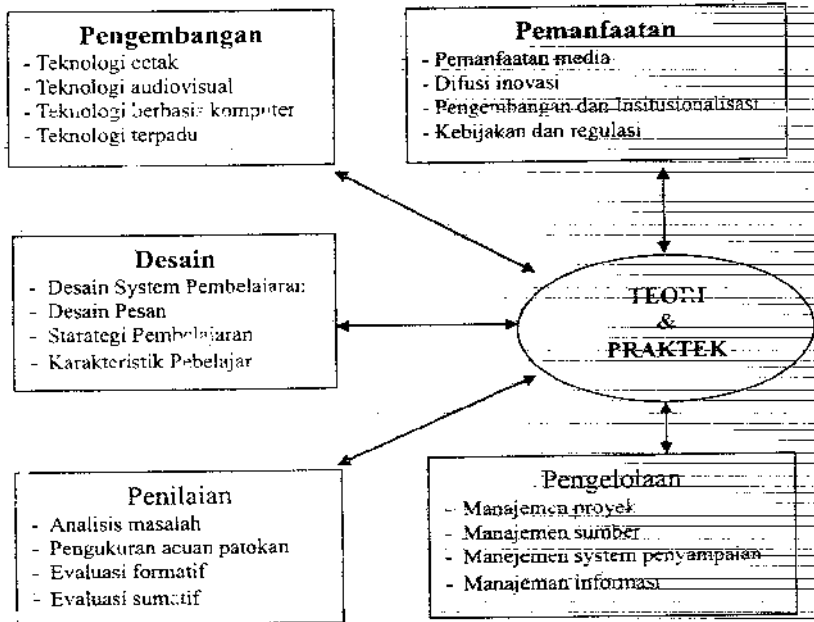 Pengembangan
- Teknologi cetak
- Teknologi audiovisual
- Teknologi berbasis komputer
- Teknologi terpadu
Pemanfaatan
- Pemanfaatan media
- Difusi inovasi
- Pengembangan dan Insitusionalisasi
- Kebijakan dan regulasi
Desain
- Desain System Pembelajaran
- Desain Pesan
- Starategi Pembelajaran
- Karakteristik Pebelajar
TEORI
&
PRAKTEK
Penilaian
- Analisis masalah
- Pengukuran acuan patokan
- Evaluasi formatif
- Evaluasi sumatif
Pengelolaan
- Manajemen proyek
- Manajemen sumber
- Manejemen system penyampaian
- Manajeman informasi